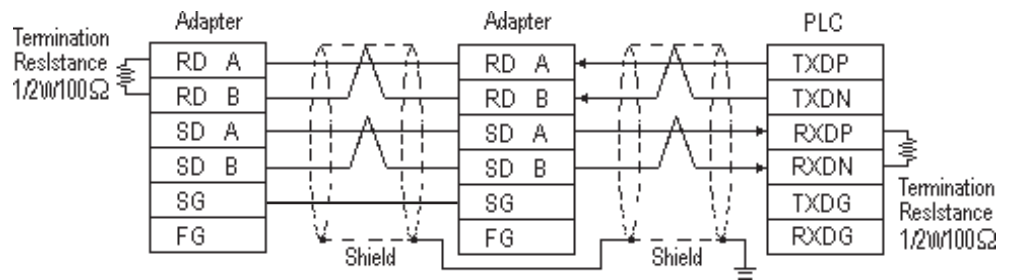 Adapter
Adapter
PLC
Termination
Resistance
1/2W100Ω
RD A
RD B
SD A
SD B
SG
FG
RD A
RD B
SD A
SD B
SG
FG
TXDP
TXDN
RXDP
RXDN
TXDG
RXDG
Shield
Shield
Termination
Resistance
1/2W100Ω